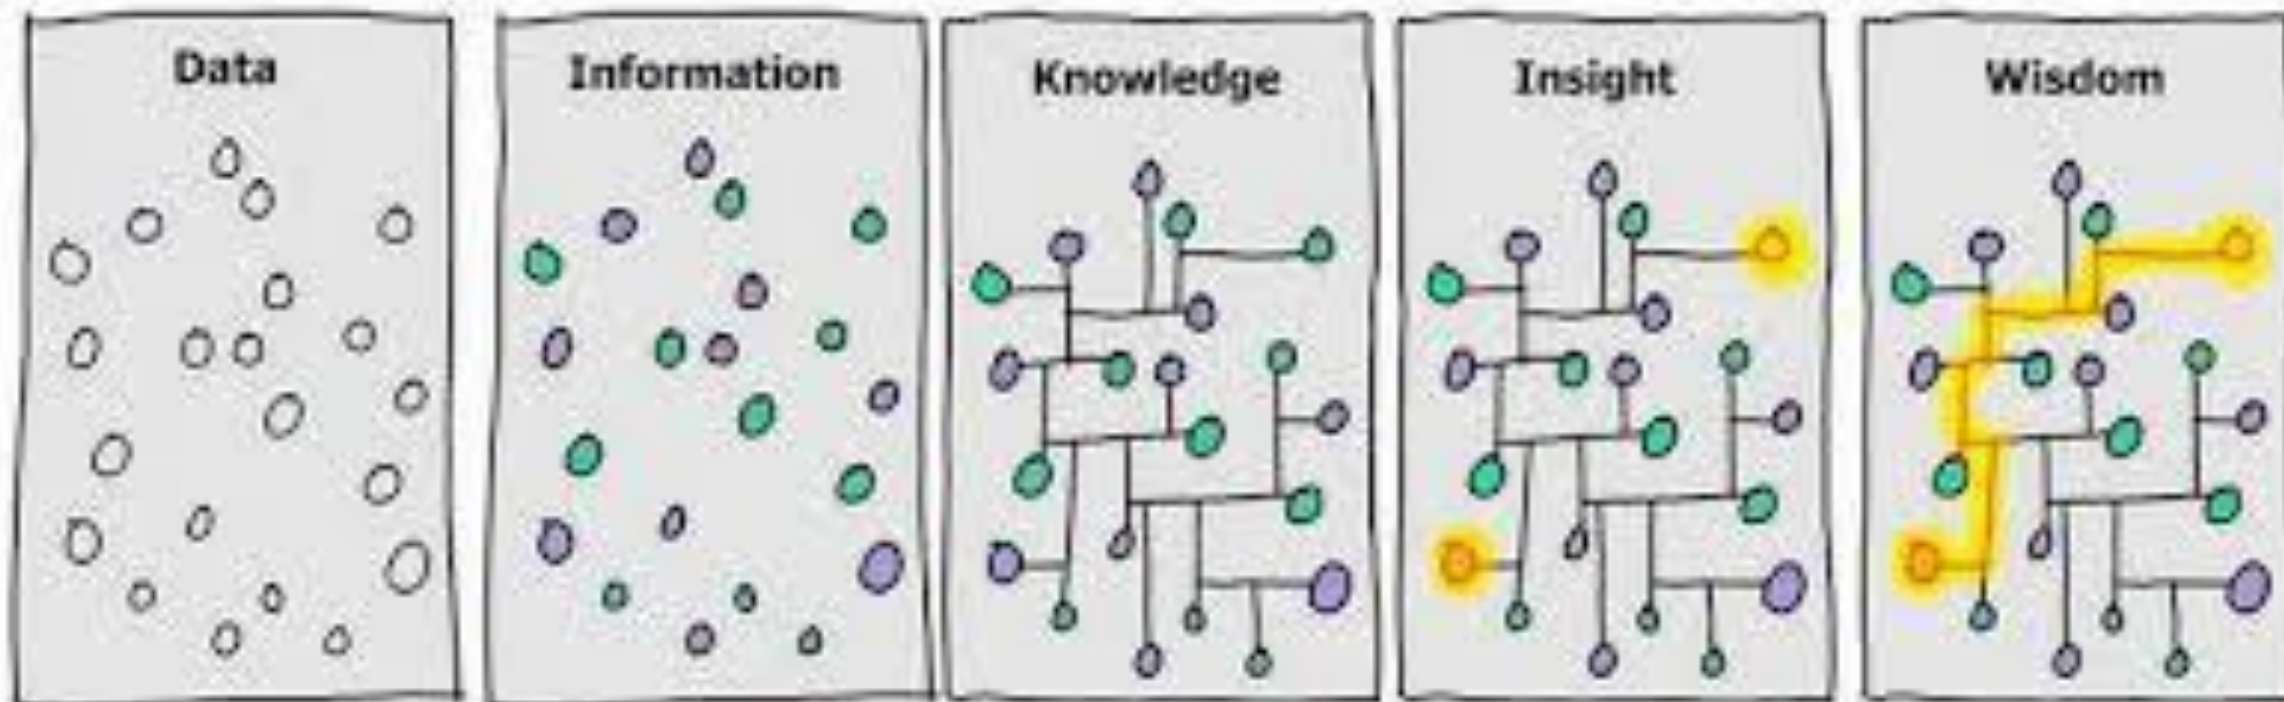 Data
Information
Knowledge
Insight
Wisdom